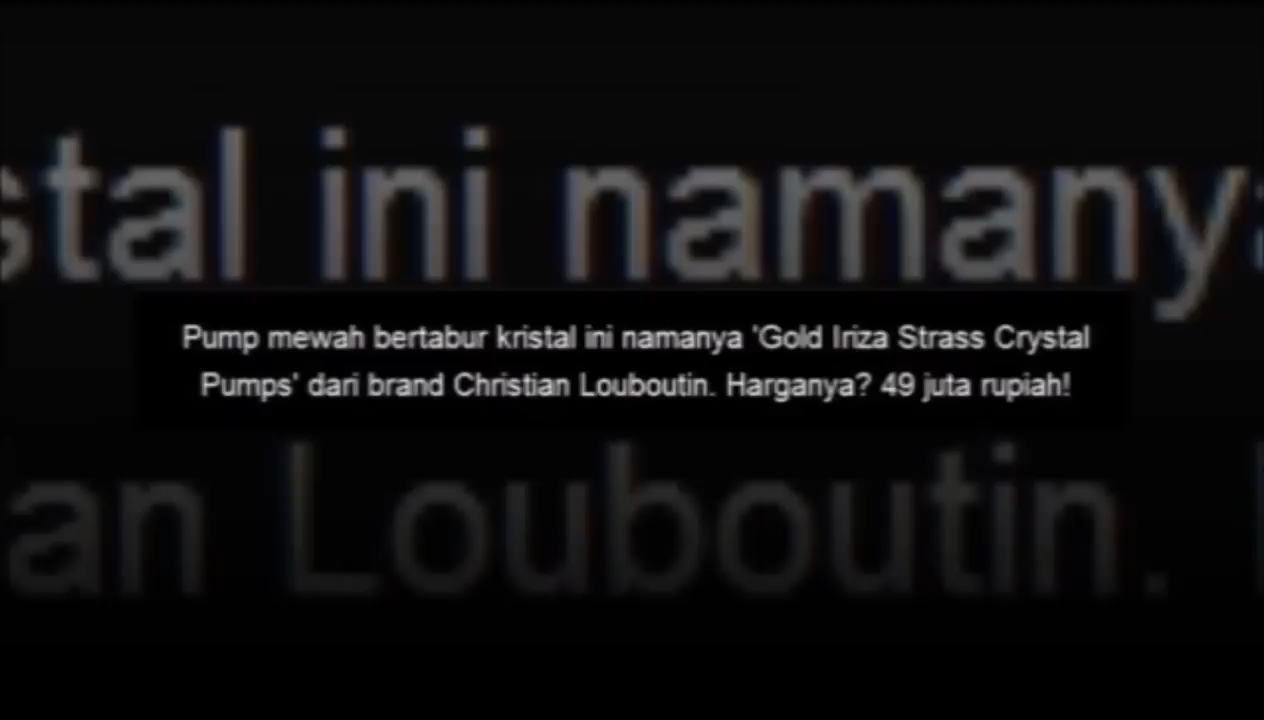 stal ini namanya
Pump mewah bertabur kristal ini namanya 'Gold Iriza Strass Crystal
Pumps' dari brand Christian Louboutin. Harganya? 49 juta rupiah!
an Louboutin.